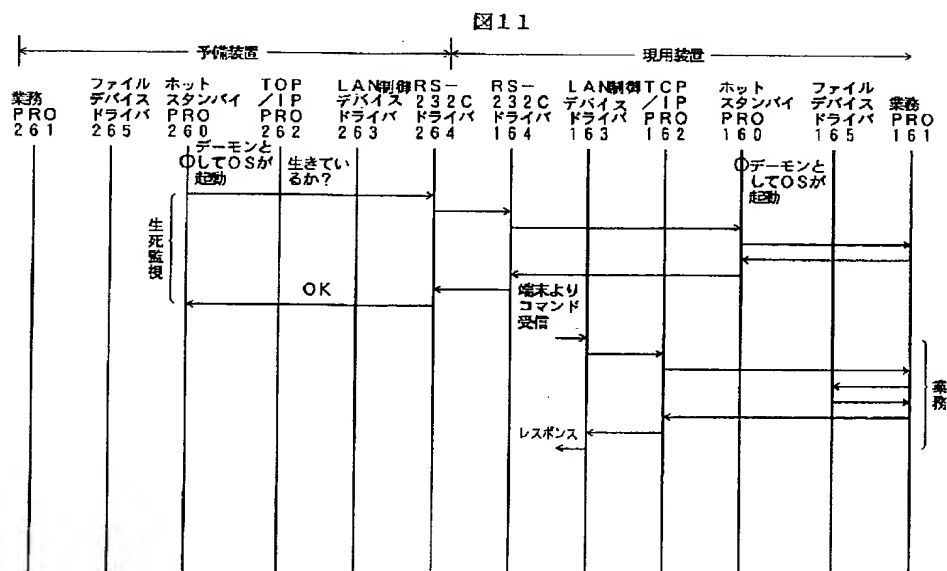 図11
予備装置
現用装置
業務
PRO
261
ファイル
デバイス
ドライバ
265
ホット
スタンバイ
PRO
260
TOP
/IP
PRO
262
LAN制御
デバイス
ドライバ
263
RS-
232C
ドライバ
264
RS-
232C
ドライバ
164
LAN制御
デバイス
ドライバ
163
TCP
/IP
PRO
162
ホット
スタンバイ
PRO
160
ファイル
デバイス
ドライバ
165
業務
PRO
161
デーモンと
してOSが
起動
生きてい
るか?
デーモンと
してOSが
起動
生死監視
OK
端末より
コマンド
受信
業務
レスポンス